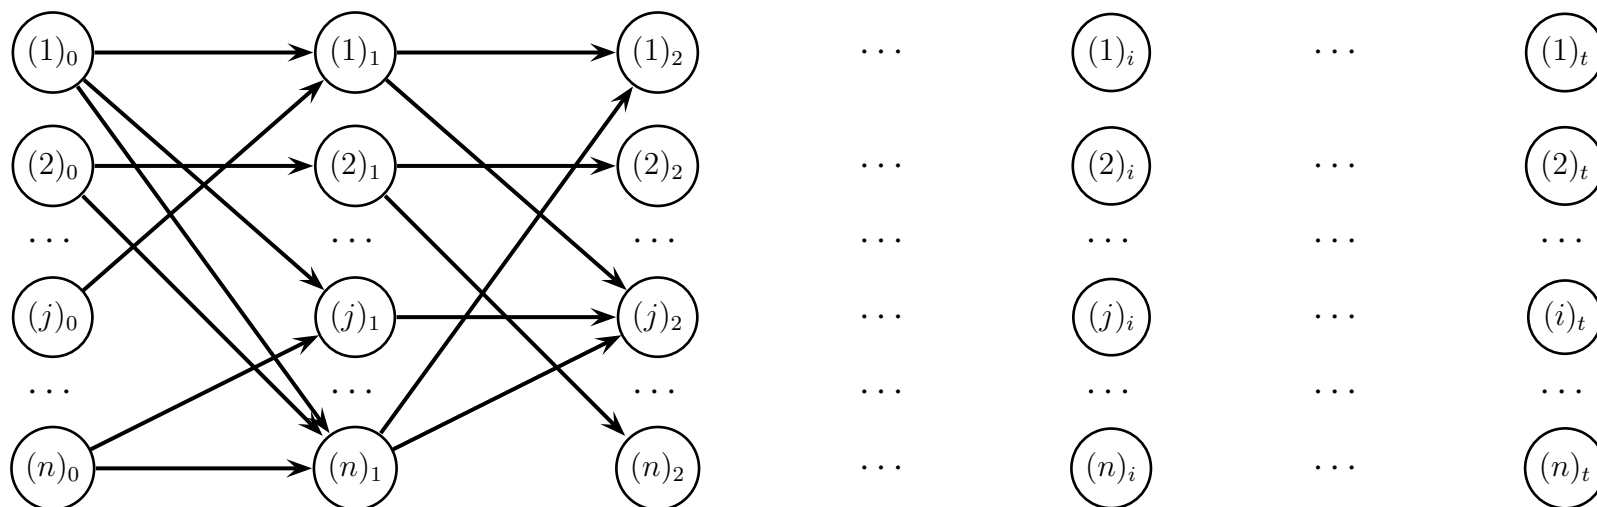 (1)₀ (1)₁ (1)₂ ··· (1)ᵢ ··· (1)ₜ
(2)₀ (2)₁ (2)₂ ··· (2)ᵢ ··· (2)ₜ
··· ··· ··· ··· ··· ··· ···
(j)₀ (j)₁ (j)₂ ··· (j)ᵢ ··· (i)ₜ
··· ··· ··· ··· ··· ··· ···
(n)₀ (n)₁ (n)₂ ··· (n)ᵢ ··· (n)ₜ